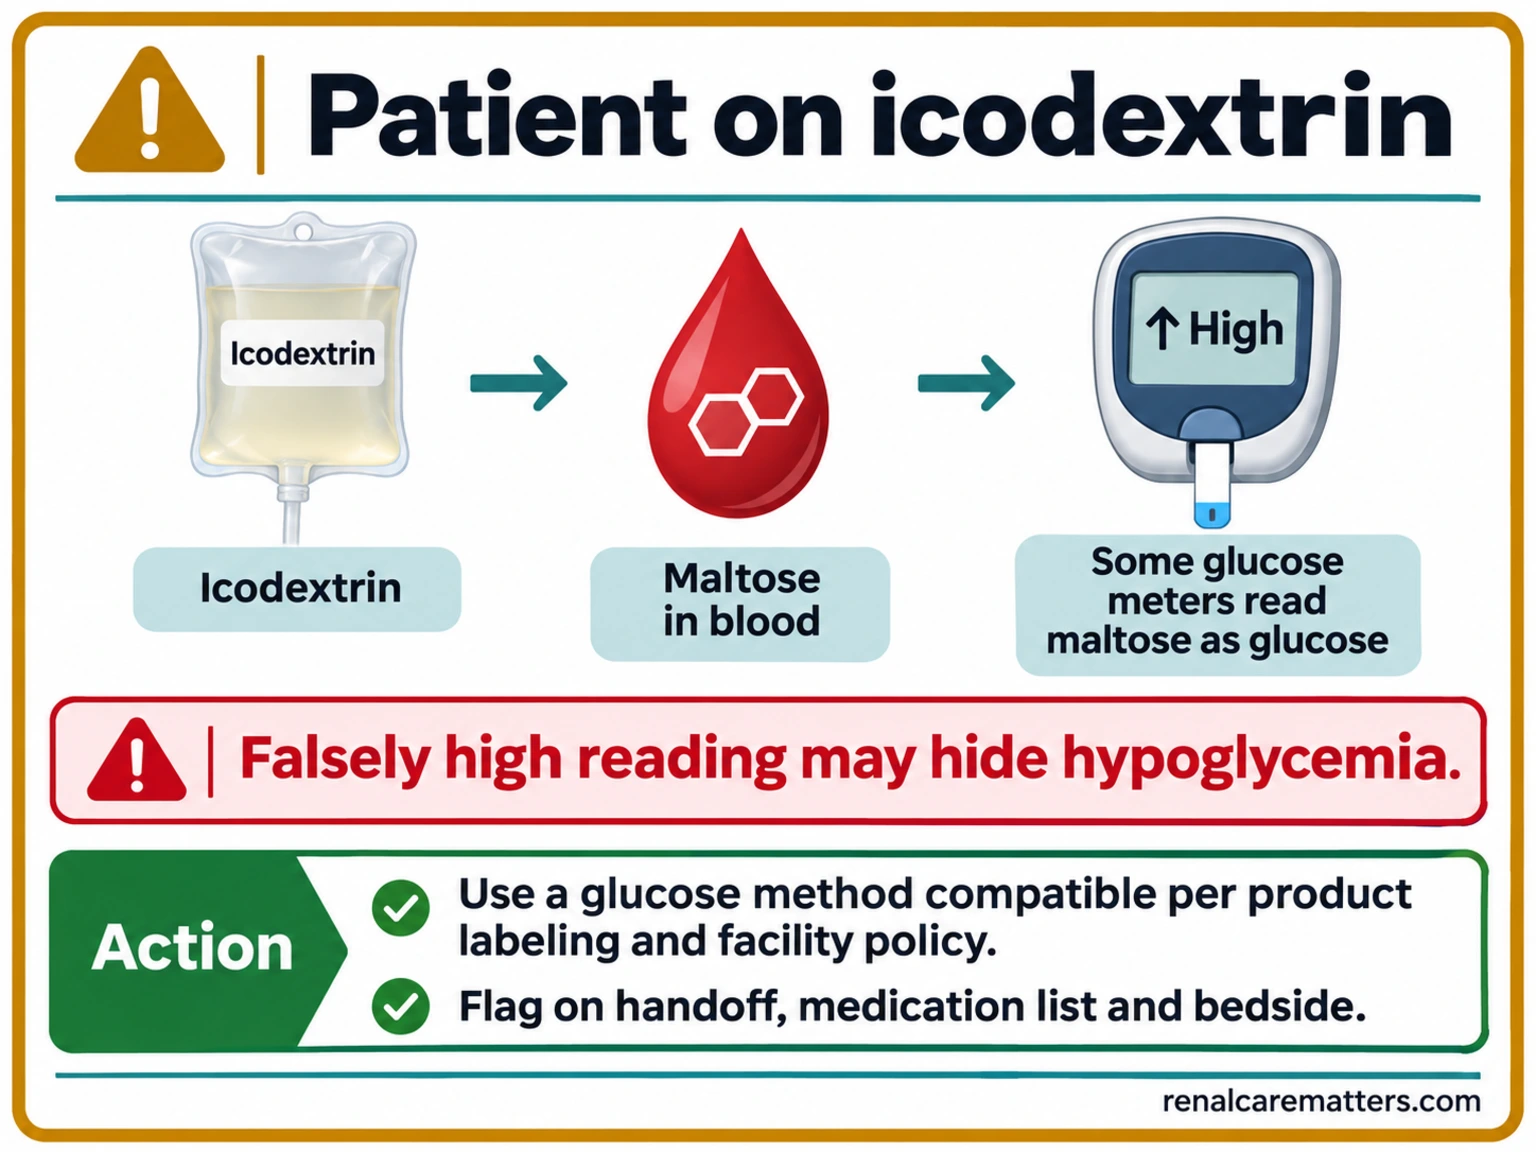 Patient on icodextrin
Icodextrin
↑ High
Icodextrin
Maltose
in blood
Some glucose
meters read
maltose as glucose
Falsely high reading may hide hypoglycemia.
Action
Use a glucose method compatible per product
labeling and facility policy.
Flag on handoff, medication list and bedside.
renalcarematters.com